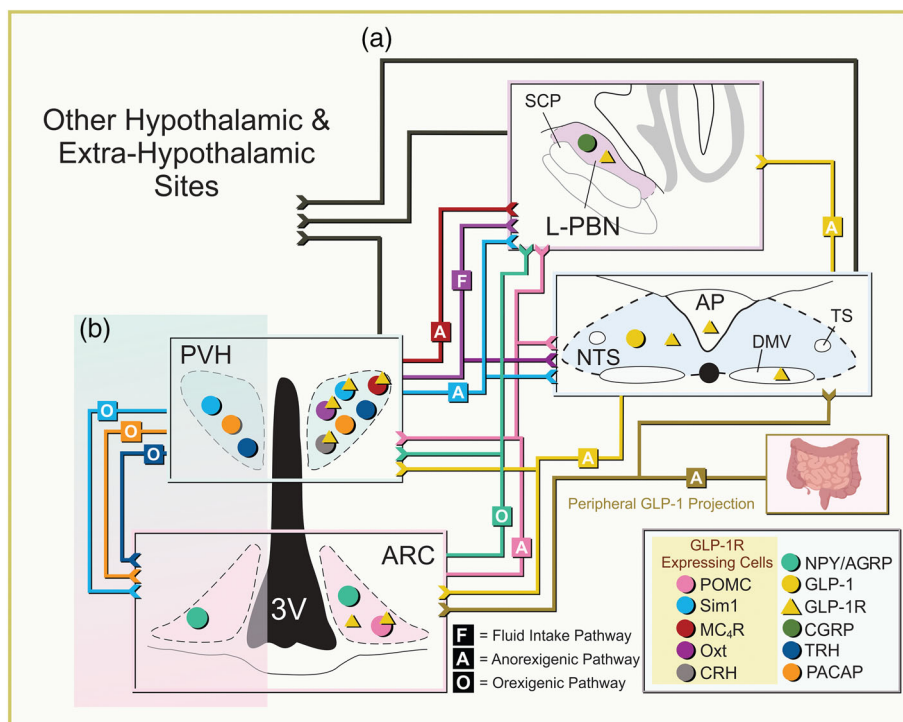 (a)
Other Hypothalamic &
Extra-Hypothalamic
Sites
SCP
L-PBN
A
F
A
A
A
AP
TS
NTS
DMV
(b)
PVH
O
O
O
A
A
Peripheral GLP-1 Projection
O
A
ARC
3V
F = Fluid Intake Pathway
A = Anorexigenic Pathway
O = Orexigenic Pathway
GLP-1R
Expressing Cells
POMC
Sim1
MC₄R
Oxt
CRH
NPY/AGRP
GLP-1
GLP-1R
CGRP
TRH
PACAP